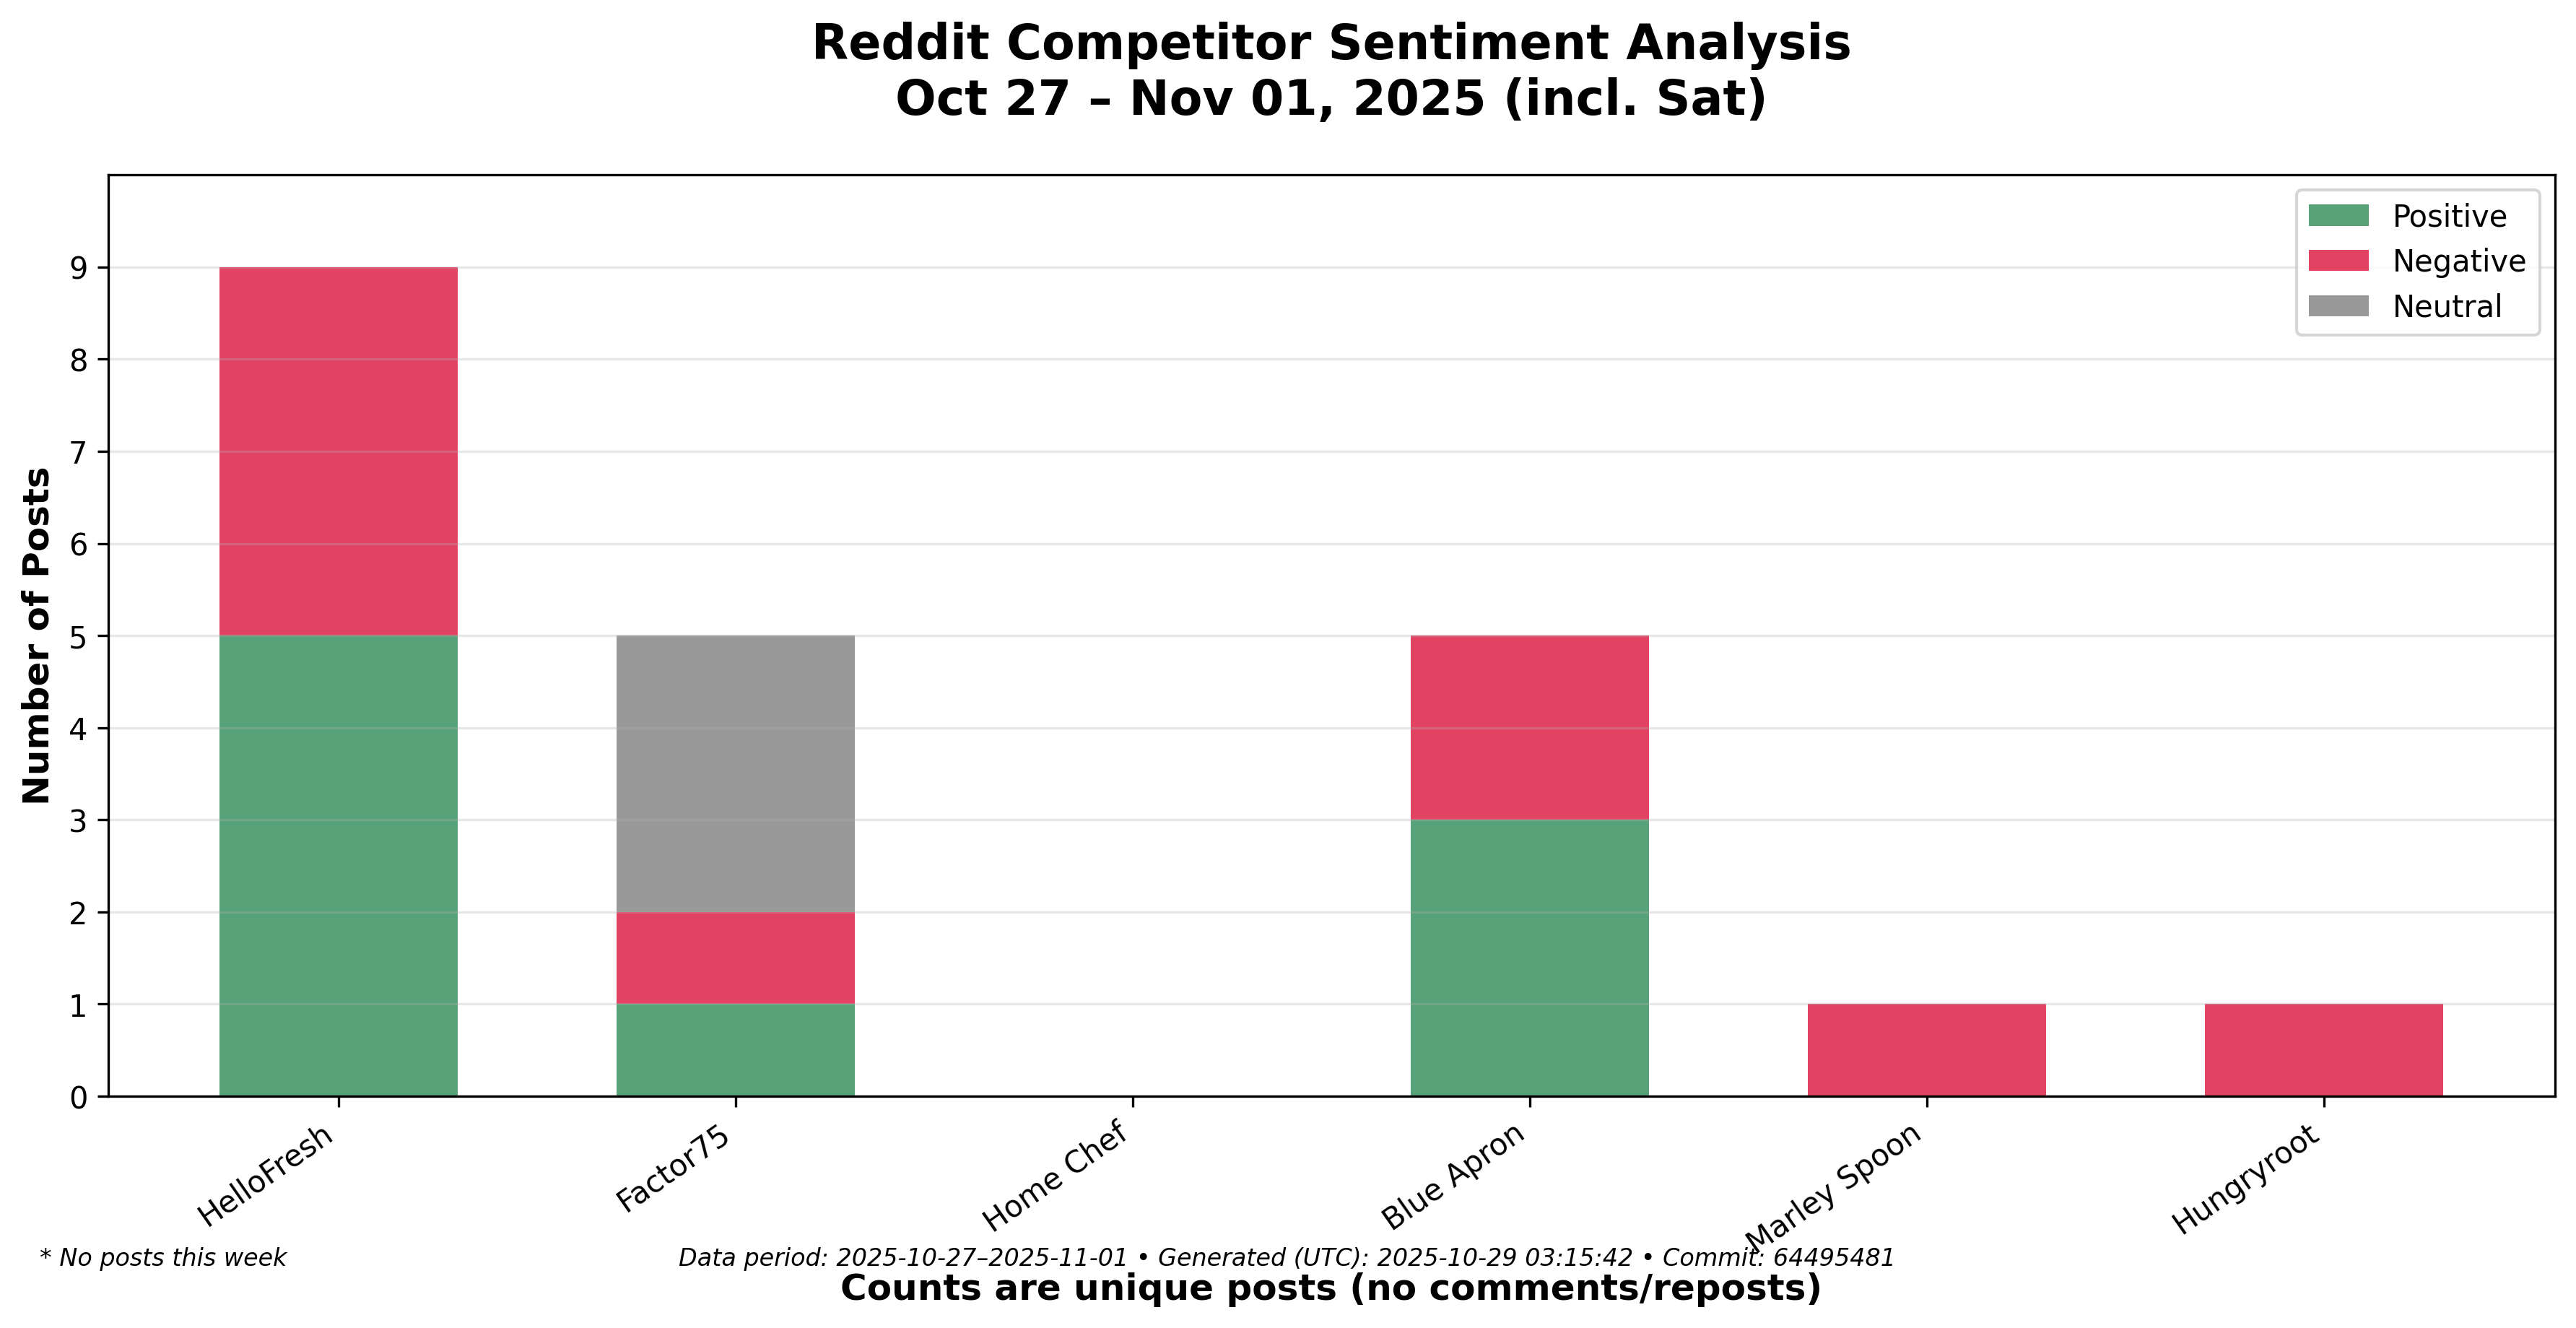 Reddit Competitor Sentiment Analysis
Oct 27 – Nov 01, 2025 (incl. Sat)
Positive
Negative
Neutral
Number of Posts
9
8
7
6
5
4
3
2
1
0
HelloFresh
Factor75
Home Chef
Blue Apron
Marley Spoon
Hungryroot
* No posts this week
Data period: 2025-10-27–2025-11-01 • Generated (UTC): 2025-10-29 03:15:42 • Commit: 64495481
Counts are unique posts (no comments/reposts)